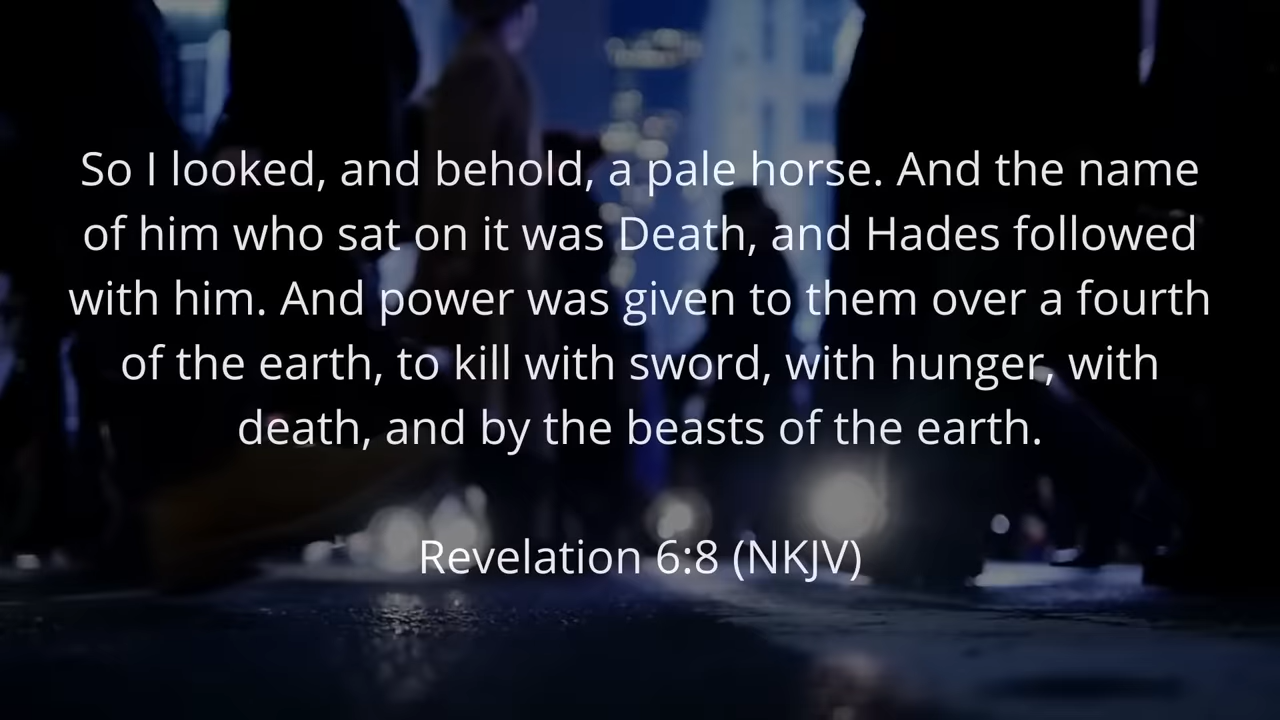 So I looked, and behold, a pale horse. And the name
of him who sat on it was Death, and Hades followed
with him. And power was given to them over a fourth
of the earth, to kill with sword, with hunger, with
death, and by the beasts of the earth.
Revelation 6:8 (NKJV)